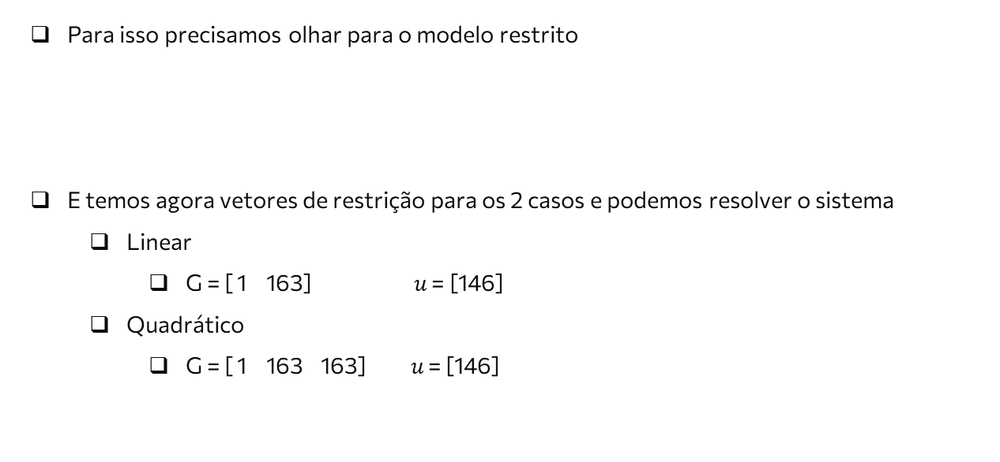 ❑ Para isso precisamos olhar para o modelo restrito
❑ E temos agora vetores de restrição para os 2 casos e podemos resolver o sistema
❑ Linear
❑ G = [1 163] u = [146]
❑ Quadrático
❑ G = [1 163 163] u = [146]